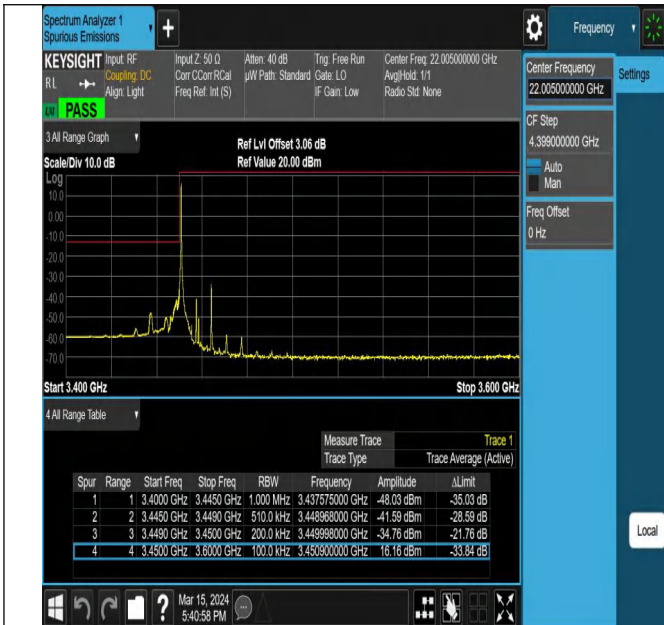 Spectrum Analyzer 1
Spurious Emissions
Frequency
KEYSIGHT Input: RF Input Z: 50 Ω Atten: 40 dB Trig: Free Run Center Freq: 22.005000000 GHz
RL Coupling: DC Corr CCorr RCal µW Path: Standard Gate: LO Avg|Hold: 1/1
Align: Light Freq Ref: Int (S) IF Gain: Low Radio Std: None
PASS
Center Frequency
22.005000000 GHz
Settings
CF Step
4.399000000 GHz
Auto
Man
Freq Offset
0 Hz
3 All Range Graph
Ref Lvl Offset 3.06 dB
Scale/Div 10.0 dB Ref Value 20.00 dBm
Log
10.0
0.00
-10.0
-20.0
-30.0
-40.0
-50.0
-60.0
-70.0
Start 3.400 GHz Stop 3.600 GHz
4 All Range Table
Measure Trace Trace 1
Trace Type Trace Average (Active)
Spur Range Start Freq Stop Freq RBW Frequency Amplitude ΔLimit
1 1 3.4000 GHz 3.4450 GHz 1.000 MHz 3.437575000 GHz -48.03 dBm -35.03 dB
2 2 3.4450 GHz 3.4490 GHz 510.0 kHz 3.448968000 GHz -41.59 dBm -28.59 dB
3 3 3.4490 GHz 3.4500 GHz 200.0 kHz 3.449998000 GHz -34.76 dBm -21.76 dB
4 4 3.4500 GHz 3.6000 GHz 100.0 kHz 3.450900000 GHz 16.16 dBm -33.84 dB
Local
Mar 15, 2024
5:40:58 PM